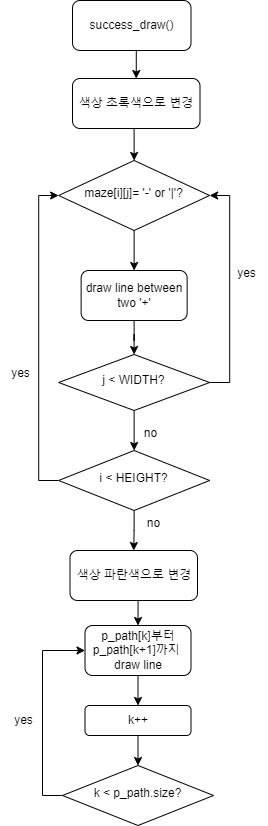 success_draw()
색상 초록색으로 변경
maze[i][j]= '-' or '|'?
yes
draw line between
two '+'
yes
j < WIDTH?
no
i < HEIGHT?
no
색상 파란색으로 변경
p_path[k]부터
p_path[k+1]까지
draw line
yes
k++
k < p_path.size?